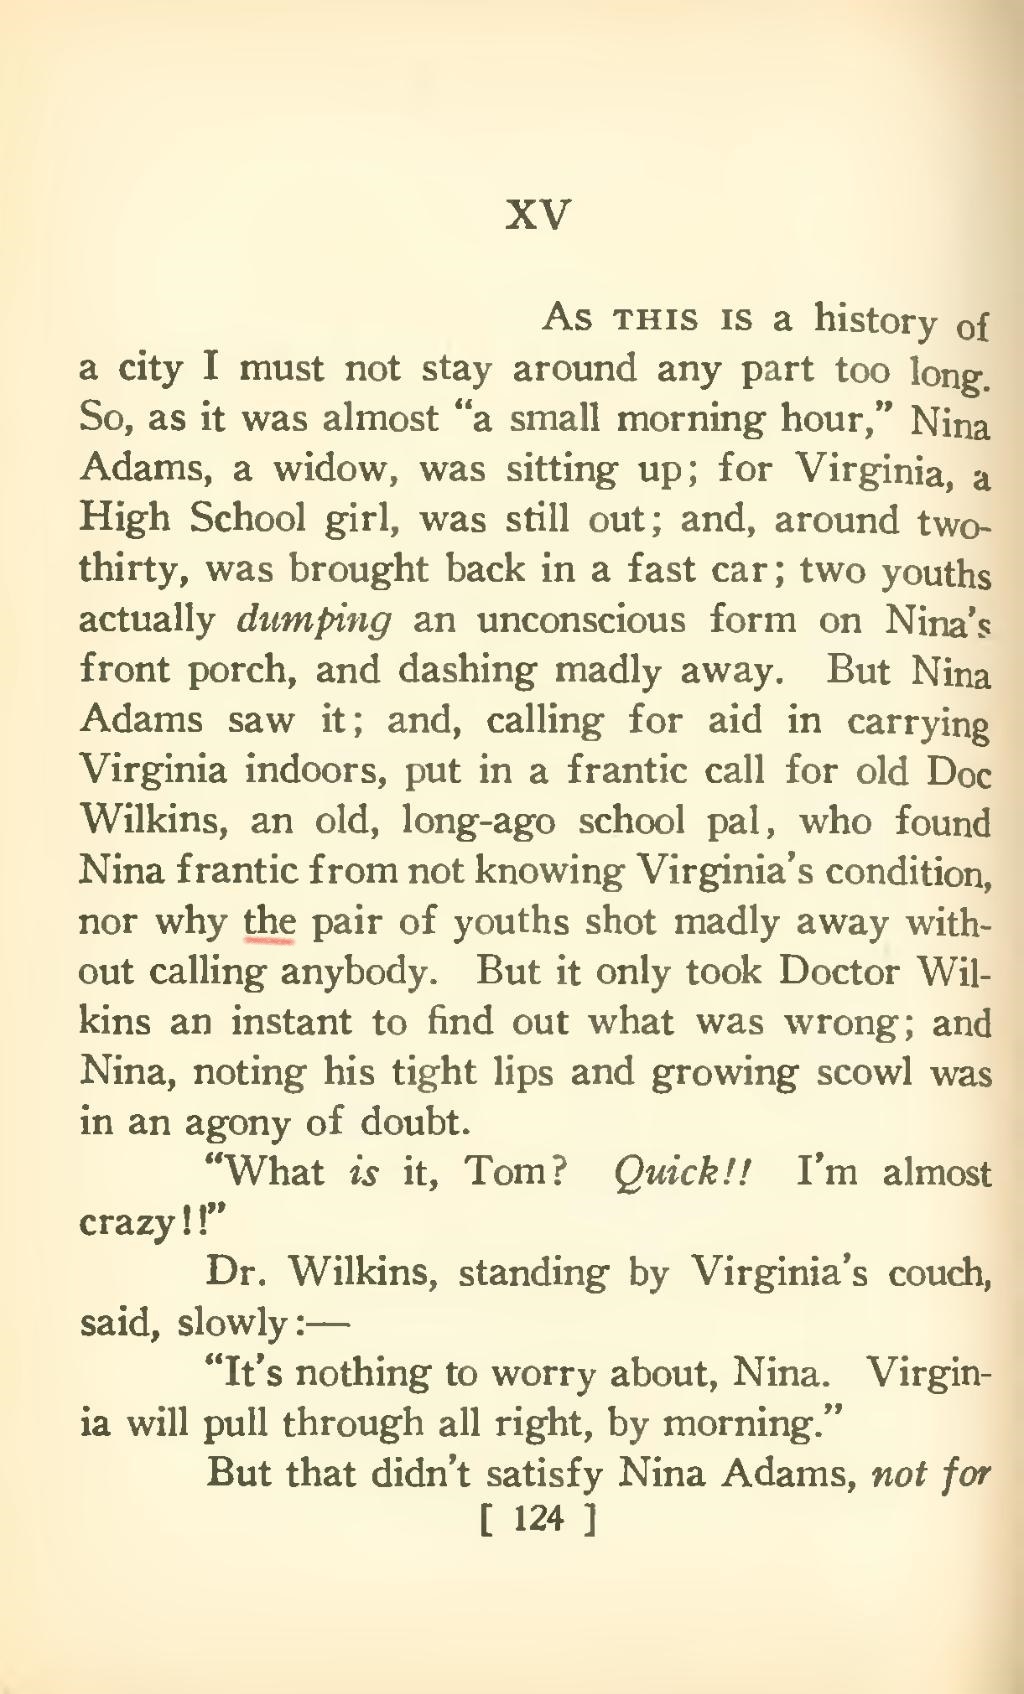 XV
As this is a history of
a city I must not stay around any part too long.
So, as it was almost “a small morning hour,” Nina
Adams, a widow, was sitting up; for Virginia, a
High School girl, was still out; and, around two-
thirty, was brought back in a fast car; two youths
actually dumping an unconscious form on Nina’s
front porch, and dashing madly away. But Nina
Adams saw it; and, calling for aid in carrying
Virginia indoors, put in a frantic call for old Doc
Wilkins, an old, long-ago school pal, who found
Nina frantic from not knowing Virginia’s condition,
nor why the pair of youths shot madly away with-
out calling anybody. But it only took Doctor Wil-
kins an instant to find out what was wrong; and
Nina, noting his tight lips and growing scowl was
in an agony of doubt.
“What is it, Tom? Quick!! I’m almost
crazy!!”
Dr. Wilkins, standing by Virginia’s couch,
said, slowly:—
“It’s nothing to worry about, Nina. Virgin-
ia will pull through all right, by morning.”
But that didn’t satisfy Nina Adams, not for
[ 124 ]